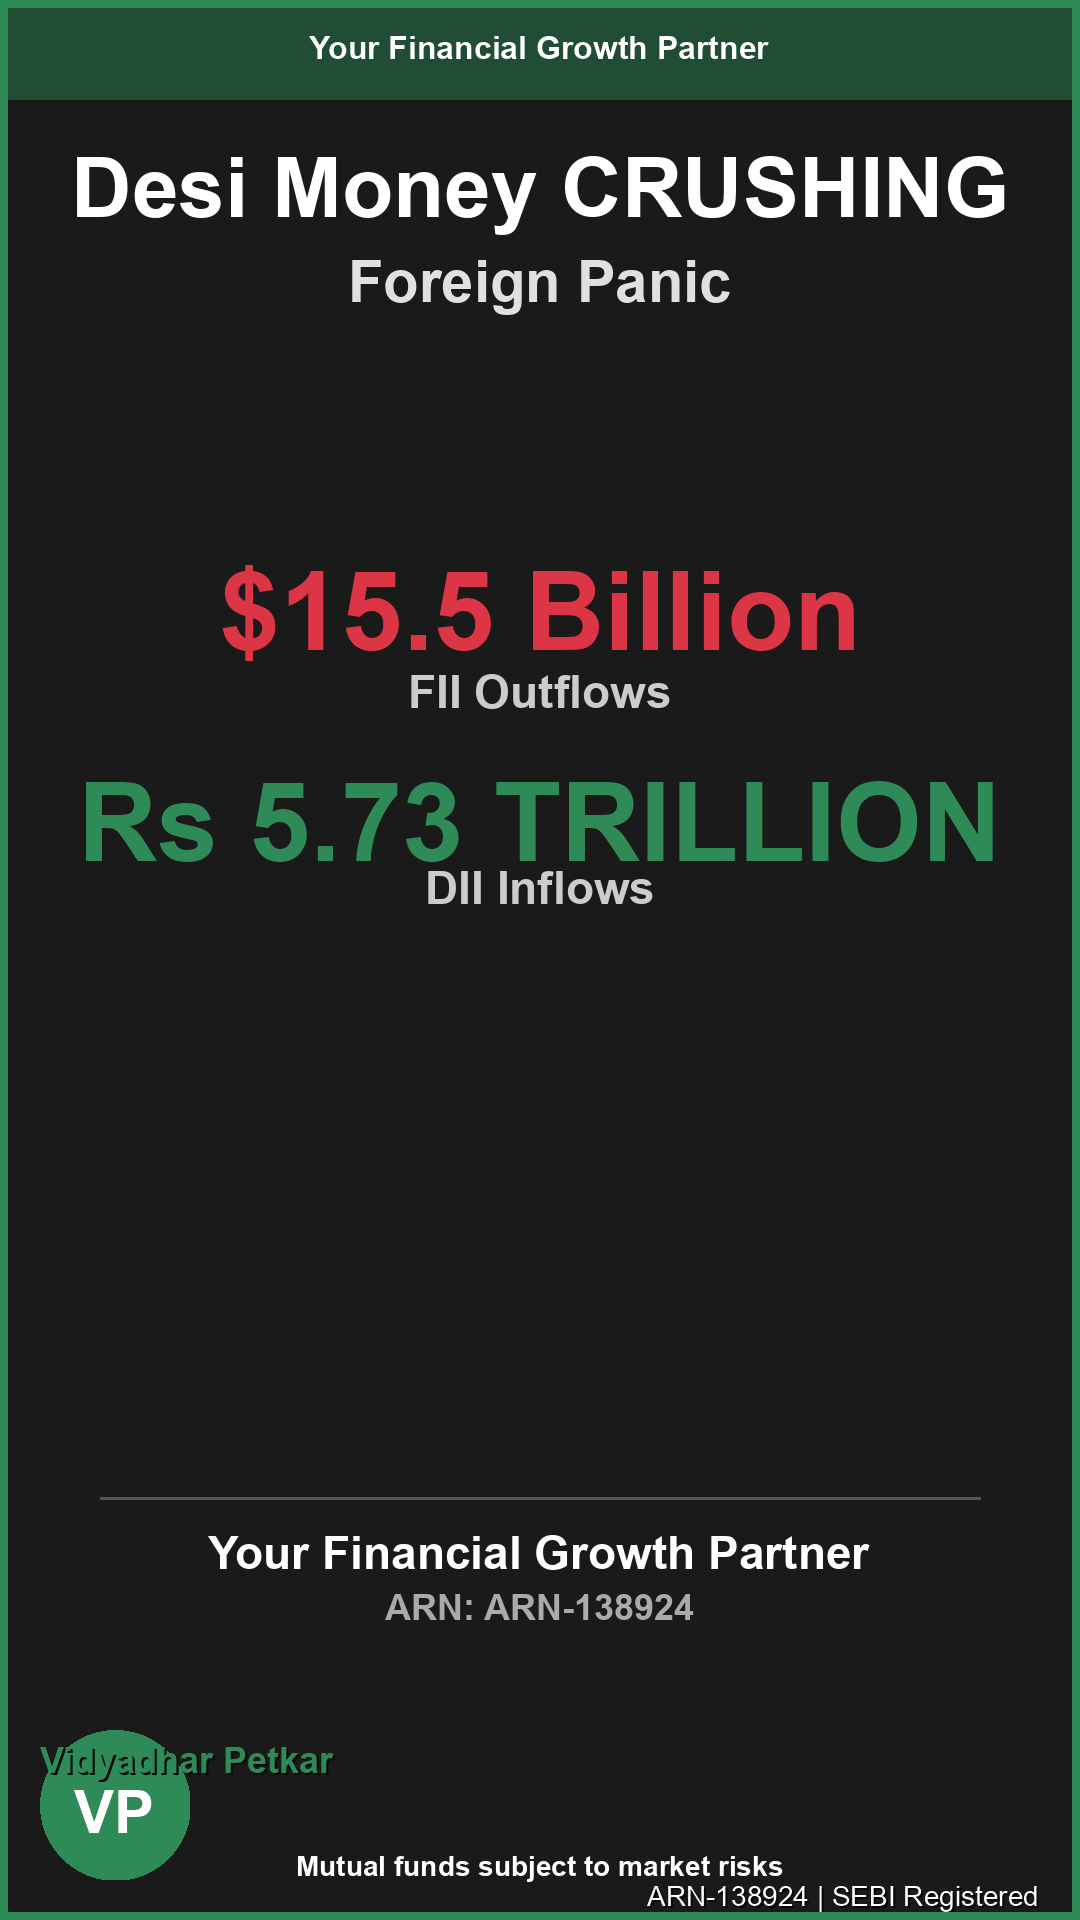 Your Financial Growth Partner
Desi Money CRUSHING
Foreign Panic
$15.5 Billion
FII Outflows
Rs 5.73 TRILLION
DII Inflows
Your Financial Growth Partner
ARN: ARN-138924
Vidyadhar Petkar
VP
Mutual funds subject to market risks
ARN-138924 | SEBI Registered